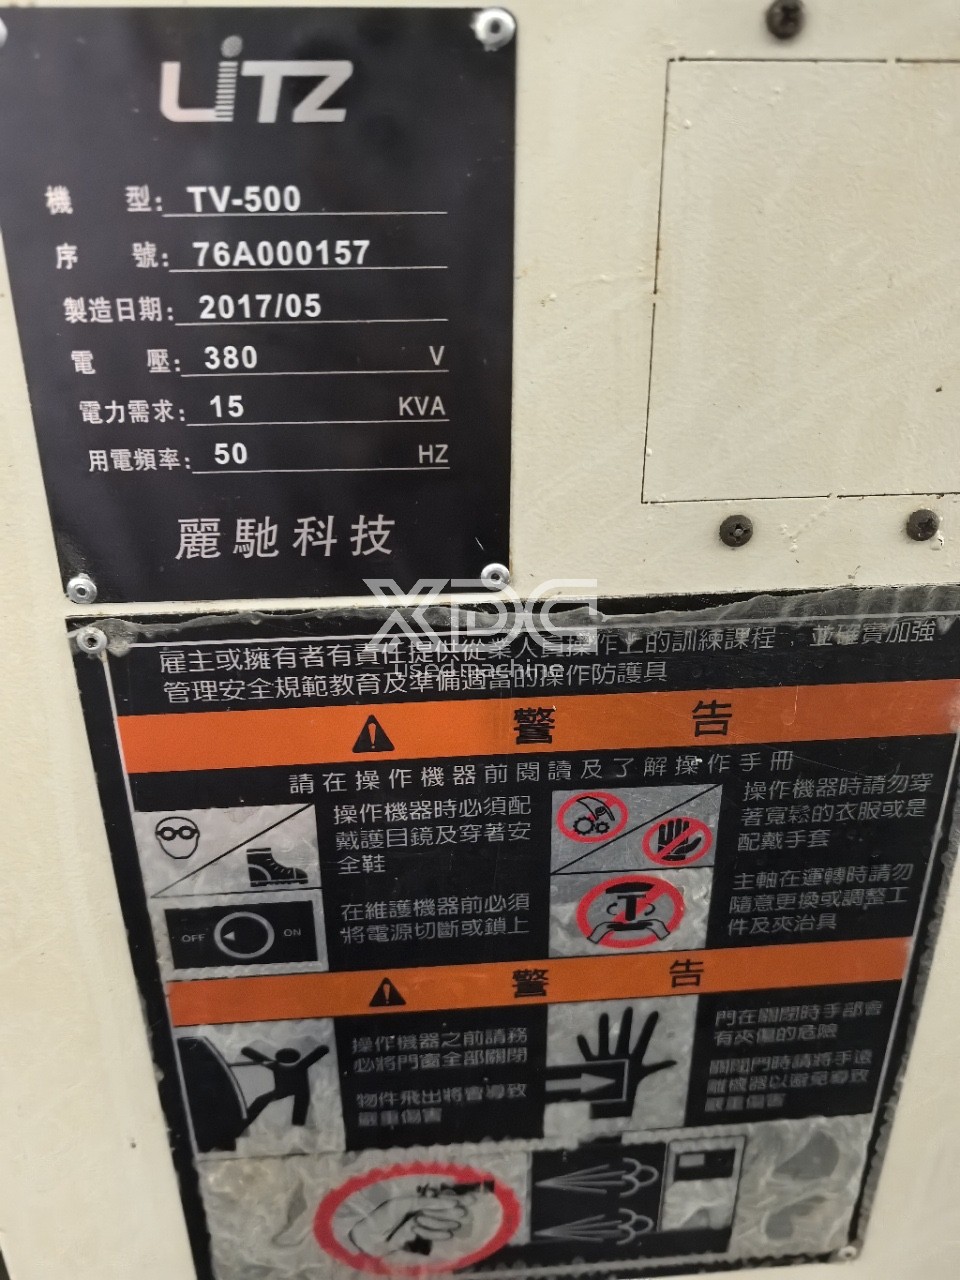 LiTZ
機 型: TV-500
序 號: 76A000157
製造日期: 2017/05
電 壓: 380 V
電力需求: 15 KVA
用電頻率: 50 HZ
麗馳科技
XDC
Used machine
雇主或擁有者有責任提供從業人員操作上的訓練課程，並確實加強
管理安全規範教育及準備適當的操作防護具
警 告
請在操作機器前閱讀及了解操作手冊
操作機器時必須配
戴護目鏡及穿著安
全鞋
操作機器時請勿穿
著寬鬆的衣服或是
配戴手套
OFF ON
在維護機器前必須
將電源切斷或鎖上
主軸在運轉時請勿
隨意更換或調整工
件及夾治具
警 告
操作機器之前請務
必將門窗全部關閉
物件飛出將會導致
嚴重傷害
門在關閉時手部會
有夾傷的危險
關閉門時請將手遠
離機器以避免導致
嚴重傷害